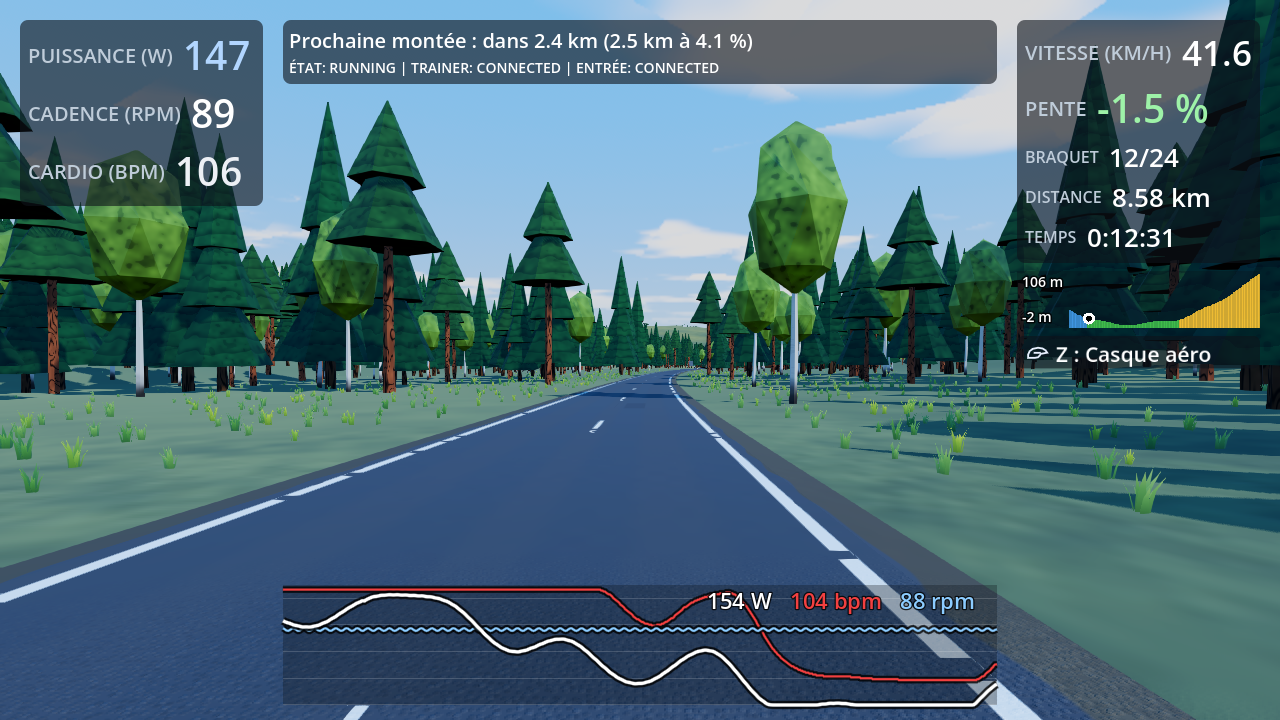 PUISSANCE (W) 147
CADENCE (RPM) 89
CARDIO (BPM) 106
Prochaine montée : dans 2.4 km (2.5 km à 4.1 %)
ÉTAT: RUNNING | TRAINER: CONNECTED | ENTRÉE: CONNECTED
VITESSE (KM/H) 41.6
PENTE -1.5 %
BRAQUET 12/24
DISTANCE 8.58 km
TEMPS 0:12:31
106 m
-2 m
Z : Casque aéro
154 W 104 bpm 88 rpm